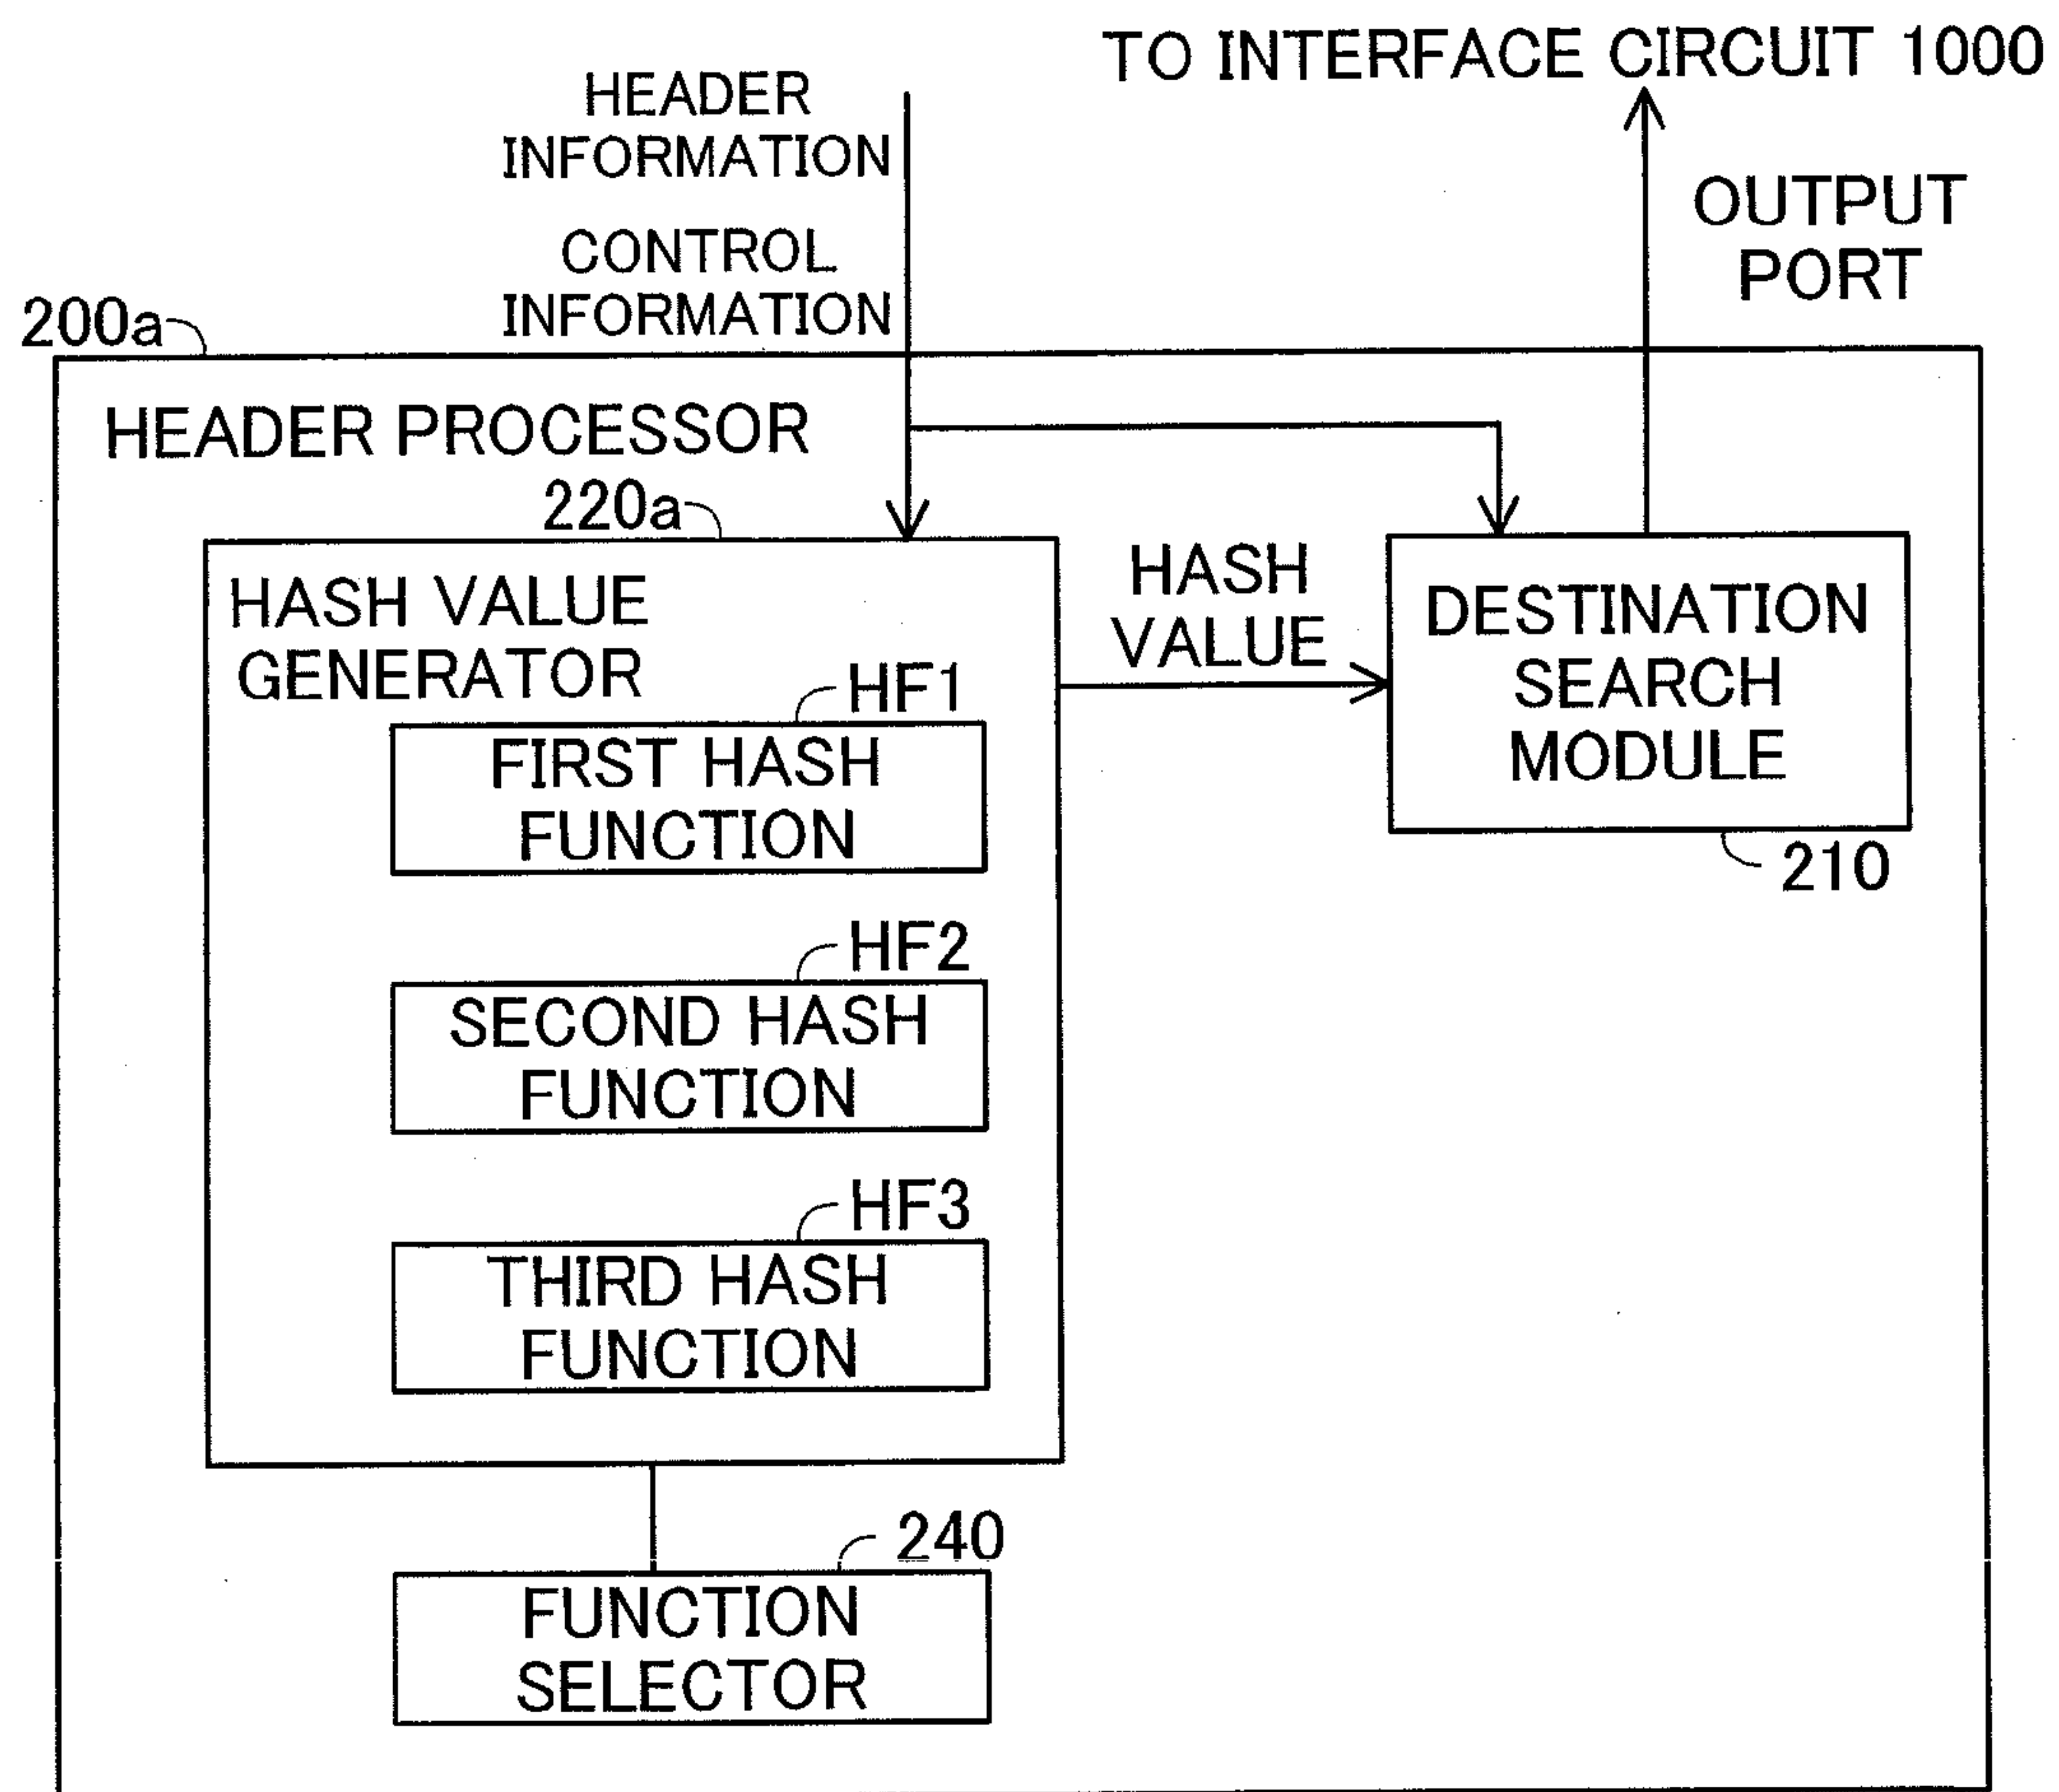 TO INTERFACE CIRCUIT 1000
HEADER
INFORMATION
CONTROL
INFORMATION
OUTPUT
PORT
200a
HEADER PROCESSOR
220a
HASH VALUE
GENERATOR
HF1
FIRST HASH
FUNCTION
HF2
SECOND HASH
FUNCTION
HF3
THIRD HASH
FUNCTION
HASH
VALUE
DESTINATION
SEARCH
MODULE
210
240
FUNCTION
SELECTOR